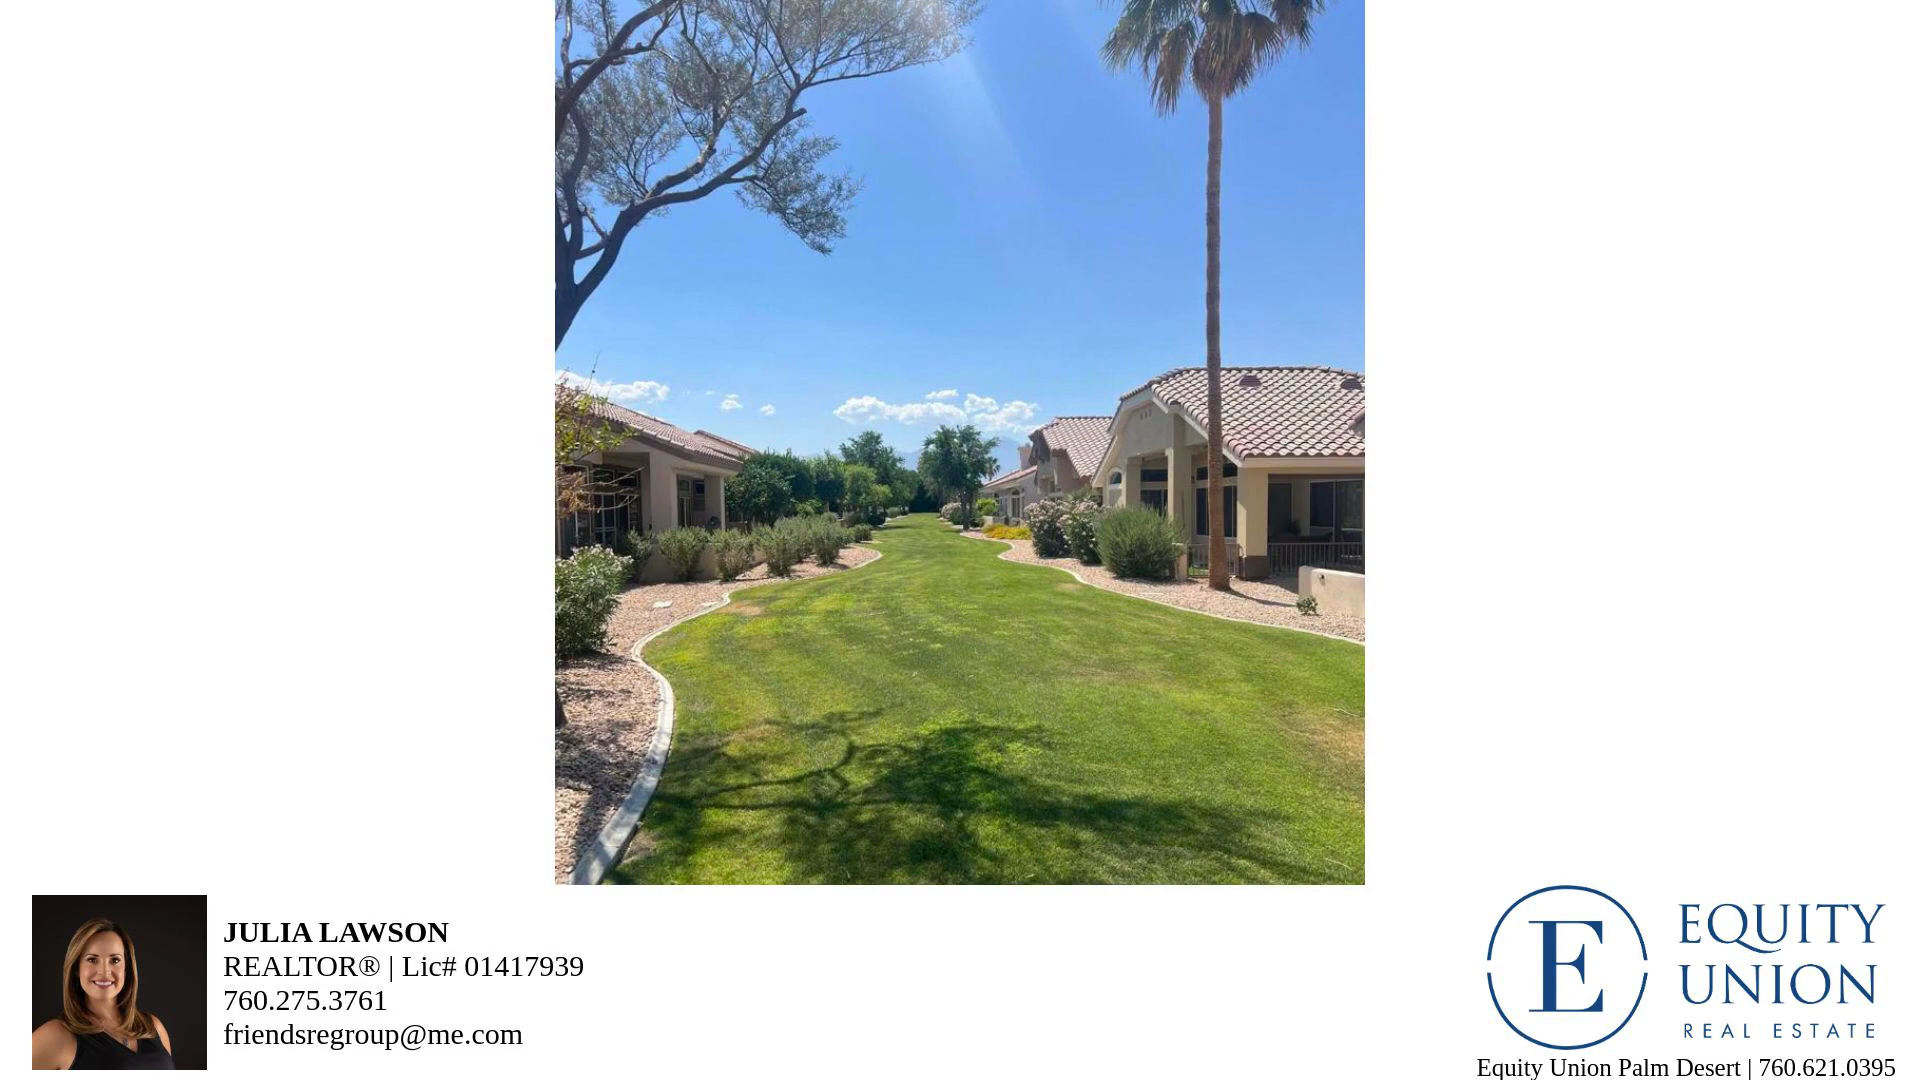 JULIA LAWSON
REALTOR® | Lic# 01417939
760.275.3761
friendsregroup@me.com
E
EQUITY
UNION
REAL ESTATE
Equity Union Palm Desert | 760.621.0395